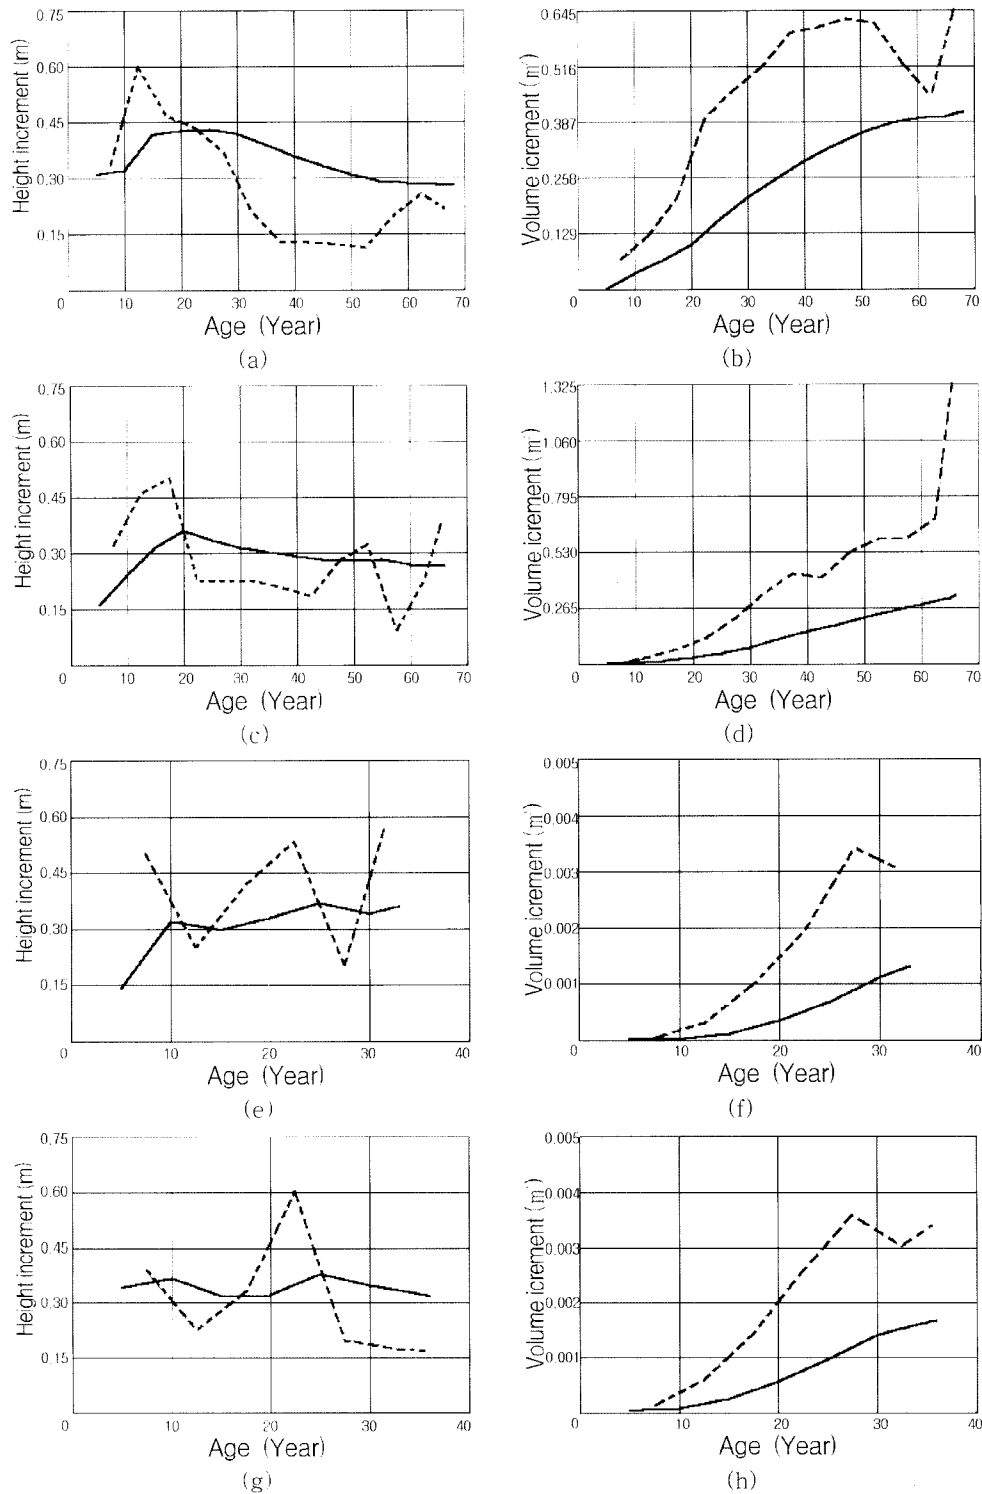 0.75
0.60
0.45
0.30
0.15
0 10 20 30 40 50 60 70
Height increment (m)
Age (Year)
(a)
0.645
0.516
0.387
0.258
0.129
0 10 20 30 40 50 60 70
Volume icrement (m³)
Age (Year)
(b)
0.75
0.60
0.45
0.30
0.15
0 10 20 30 40 50 60 70
Height increment (m)
Age (Year)
(c)
1.325
1.060
0.795
0.530
0.265
0 10 20 30 40 50 60 70
Volume icrement (m³)
Age (Year)
(d)
0.75
0.60
0.45
0.30
0.15
0 10 20 30 40
Height increment (m)
Age (Year)
(e)
0.005
0.004
0.003
0.002
0.001
0 10 20 30 40
Volume icrement (m³)
Age (Year)
(f)
0.75
0.60
0.45
0.30
0.15
0 10 20 30 40
Height increment (m)
Age (Year)
(g)
0.005
0.004
0.003
0.002
0.001
0 10 20 30 40
Volume icrement (m³)
Age (Year)
(h)